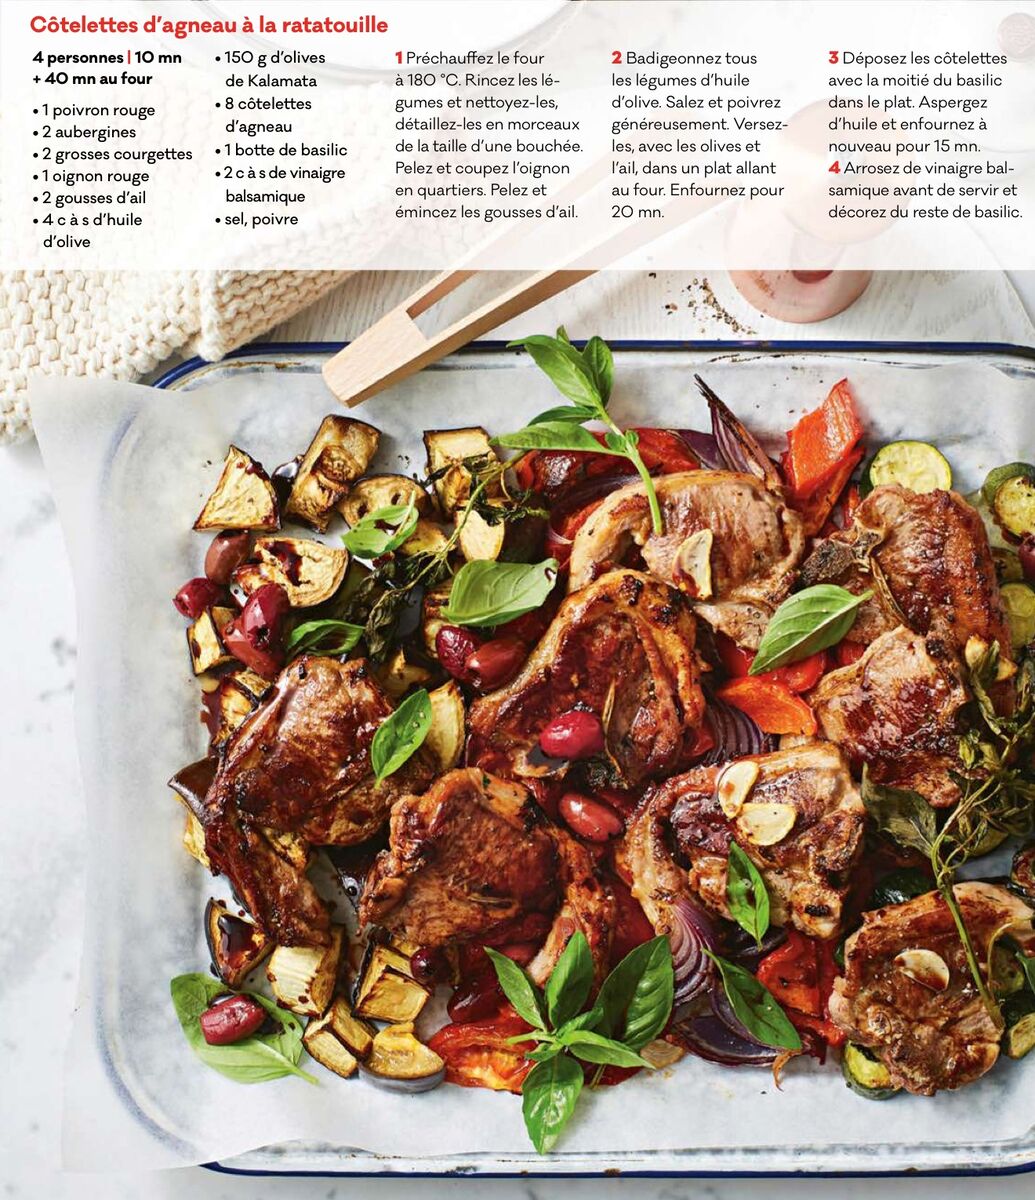 Côtelettes d'agneau à la ratatouille
4 personnes | 10 mn
+ 40 mn au four
• 1 poivron rouge
• 2 aubergines
• 2 grosses courgettes
• 1 oignon rouge
• 2 gousses d'ail
• 4 c à s d'huile
d'olive
• 150 g d'olives
de Kalamata
• 8 côtelettes
d'agneau
• 1 botte de basilic
• 2 c à s de vinaigre
balsamique
• sel, poivre
1 Préchauffez le four
à 180 °C. Rincez les lé-
gumes et nettoyez-les,
détaillez-les en morceaux
de la taille d'une bouchée.
Pelez et coupez l'oignon
en quartiers. Pelez et
émincez les gousses d'ail.
2 Badigeonnez tous
les légumes d'huile
d'olive. Salez et poivrez
généreusement. Versez-
les, avec les olives et
l'ail, dans un plat allant
au four. Enfournez pour
20 mn.
3 Déposez les côtelettes
avec la moitié du basilic
dans le plat. Aspergez
d'huile et enfournez à
nouveau pour 15 mn.
4 Arrosez de vinaigre bal-
samique avant de servir et
décorez du reste de basilic.